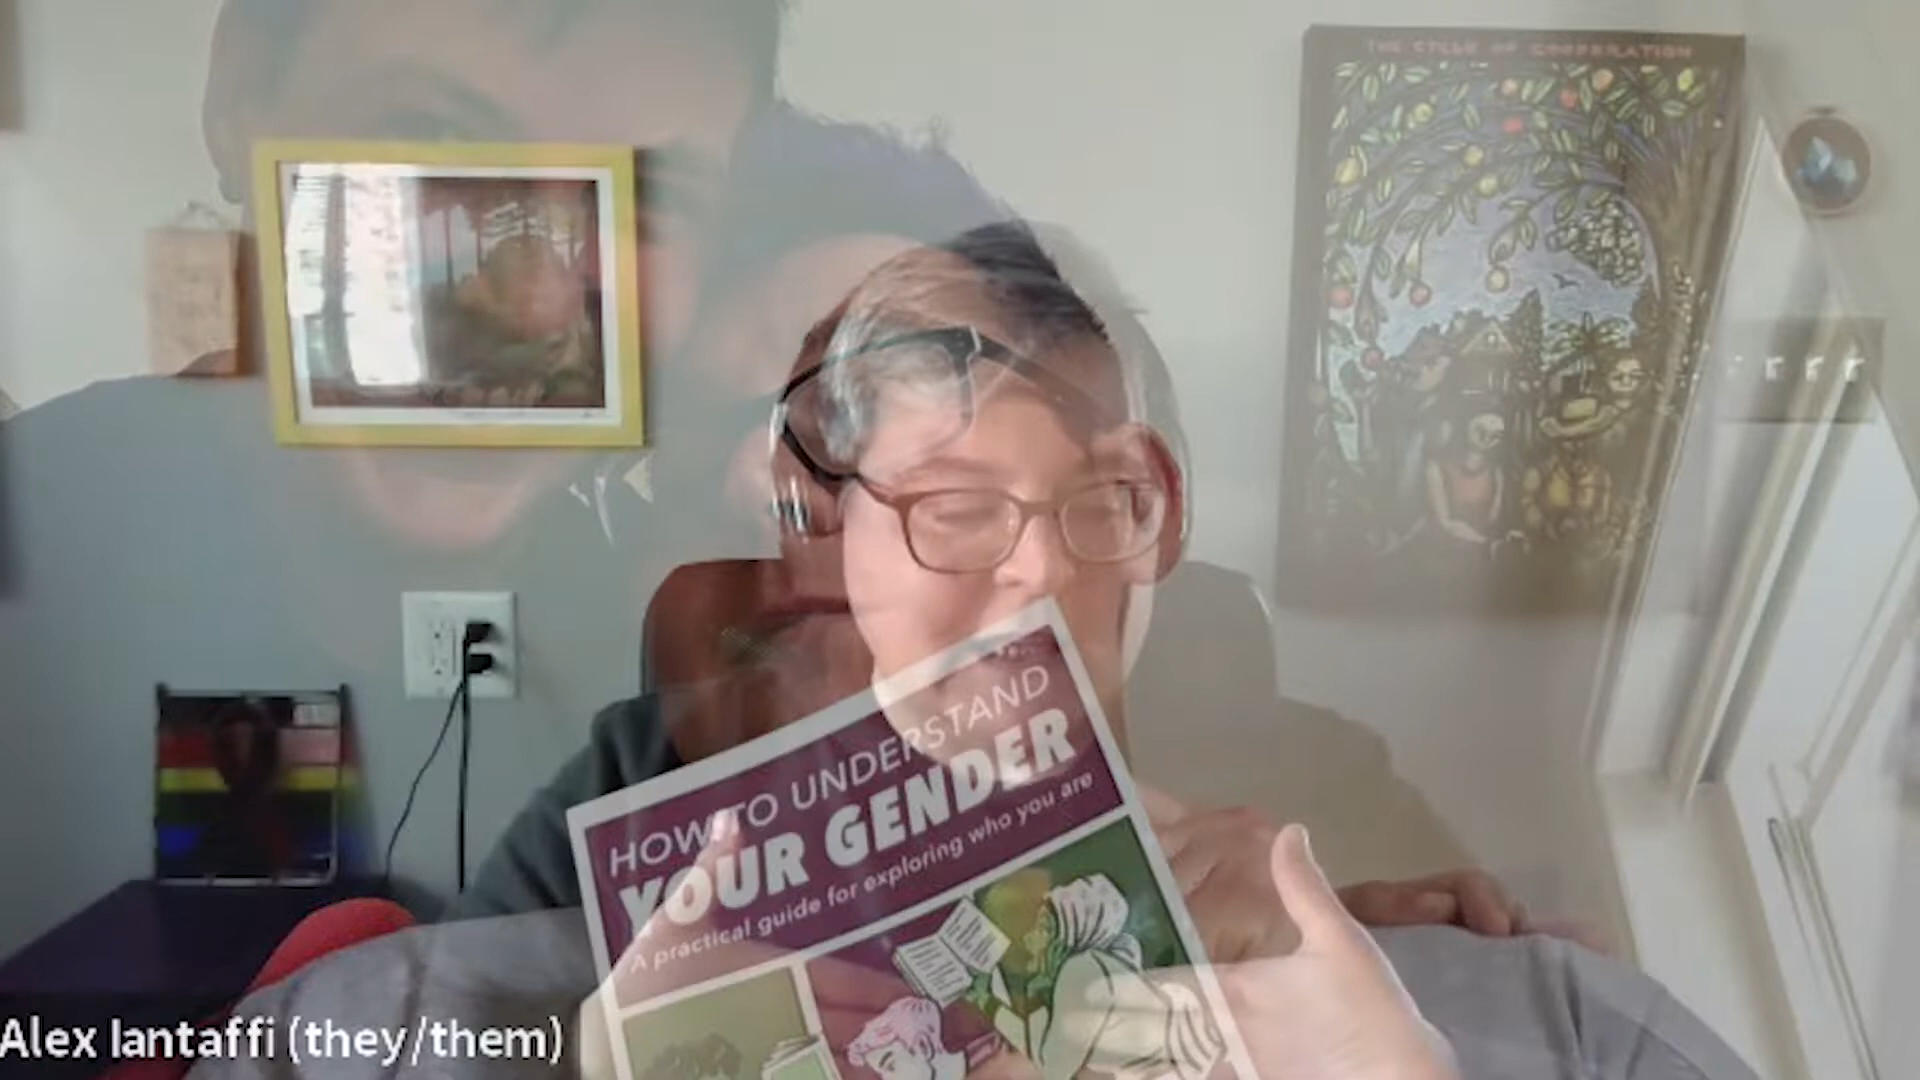 THE CYCLE OF COOPERATION
HOW TO UNDERSTAND
YOUR GENDER
A practical guide for exploring who you are
Alex Iantaffi (they/them)